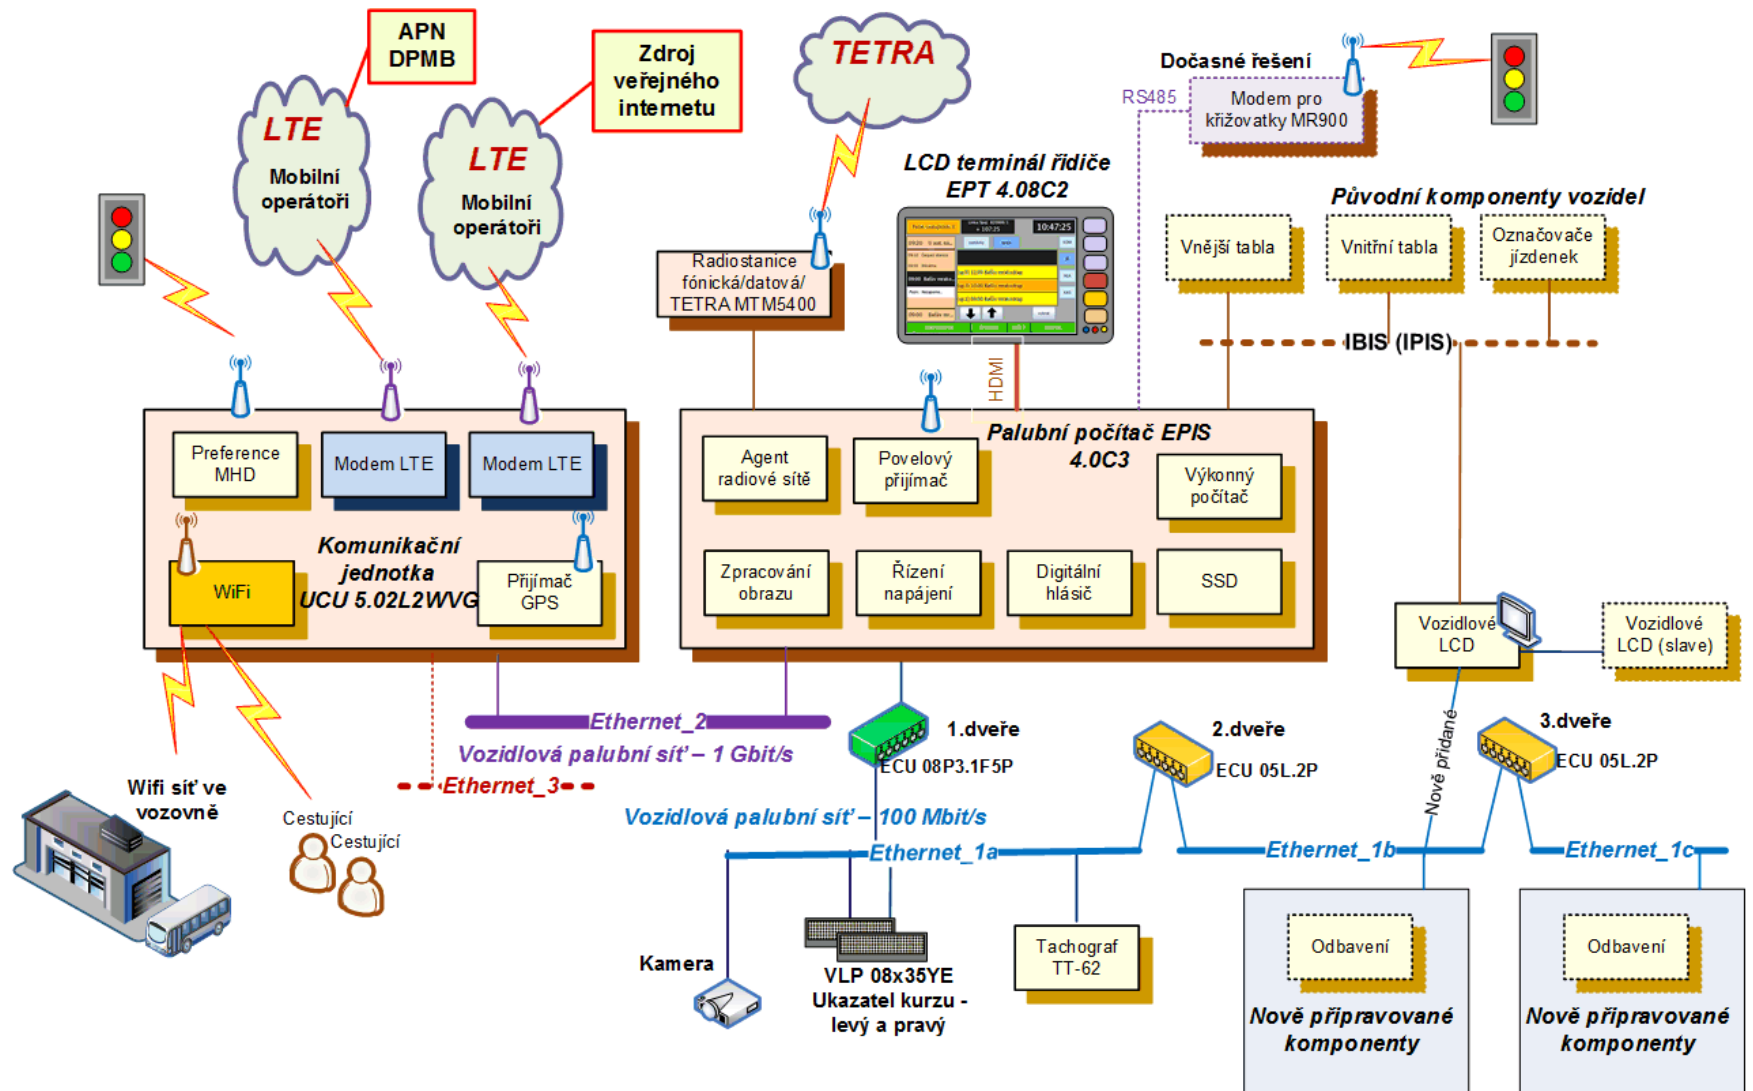 APN
DPMB
Zdroj
veřejného
internetu
LTE
Mobilní
operátoři
LTE
Mobilní
operátoři
TETRA
Dočasné řešení
RS485
Modem pro
křižovatky MR900
LCD terminál řidiče
EPT 4.08C2
10:47:25
Radiostanice
fónická/datová/
TETRA MTM5400
HDMI
Původní komponenty vozidel
Vnější tabla
Vnitřní tabla
Označovače
jízdenek
IBIS (IPIS)
Preference
MHD
Modem LTE
Modem LTE
Komunikační
jednotka
UCU 5.02L2WVG
WiFi
Přijímač
GPS
Palubní počítač EPIS
4.0C3
Agent
radiové sítě
Povelový
přijímač
Výkonný
počítač
Zpracování
obrazu
Řízení
napájení
Digitální
hlásič
SSD
Vozidlové
LCD
Vozidlové
LCD (slave)
Nově přidané
Ethernet_2
Vozidlová palubní síť – 1 Gbit/s
Ethernet_3
1.dveře
ECU 08P3.1F5P
2.dveře
ECU 05L.2P
3.dveře
ECU 05L.2P
Wifi síť ve
vozovně
Cestující
Cestující
Vozidlová palubní síť – 100 Mbit/s
Ethernet_1a
Ethernet_1b
Ethernet_1c
Kamera
VLP 08x35YE
Ukazatel kurzu -
levý a pravý
Tachograf
TT-62
Odbavení
Nově připravované
komponenty
Odbavení
Nově připravované
komponenty